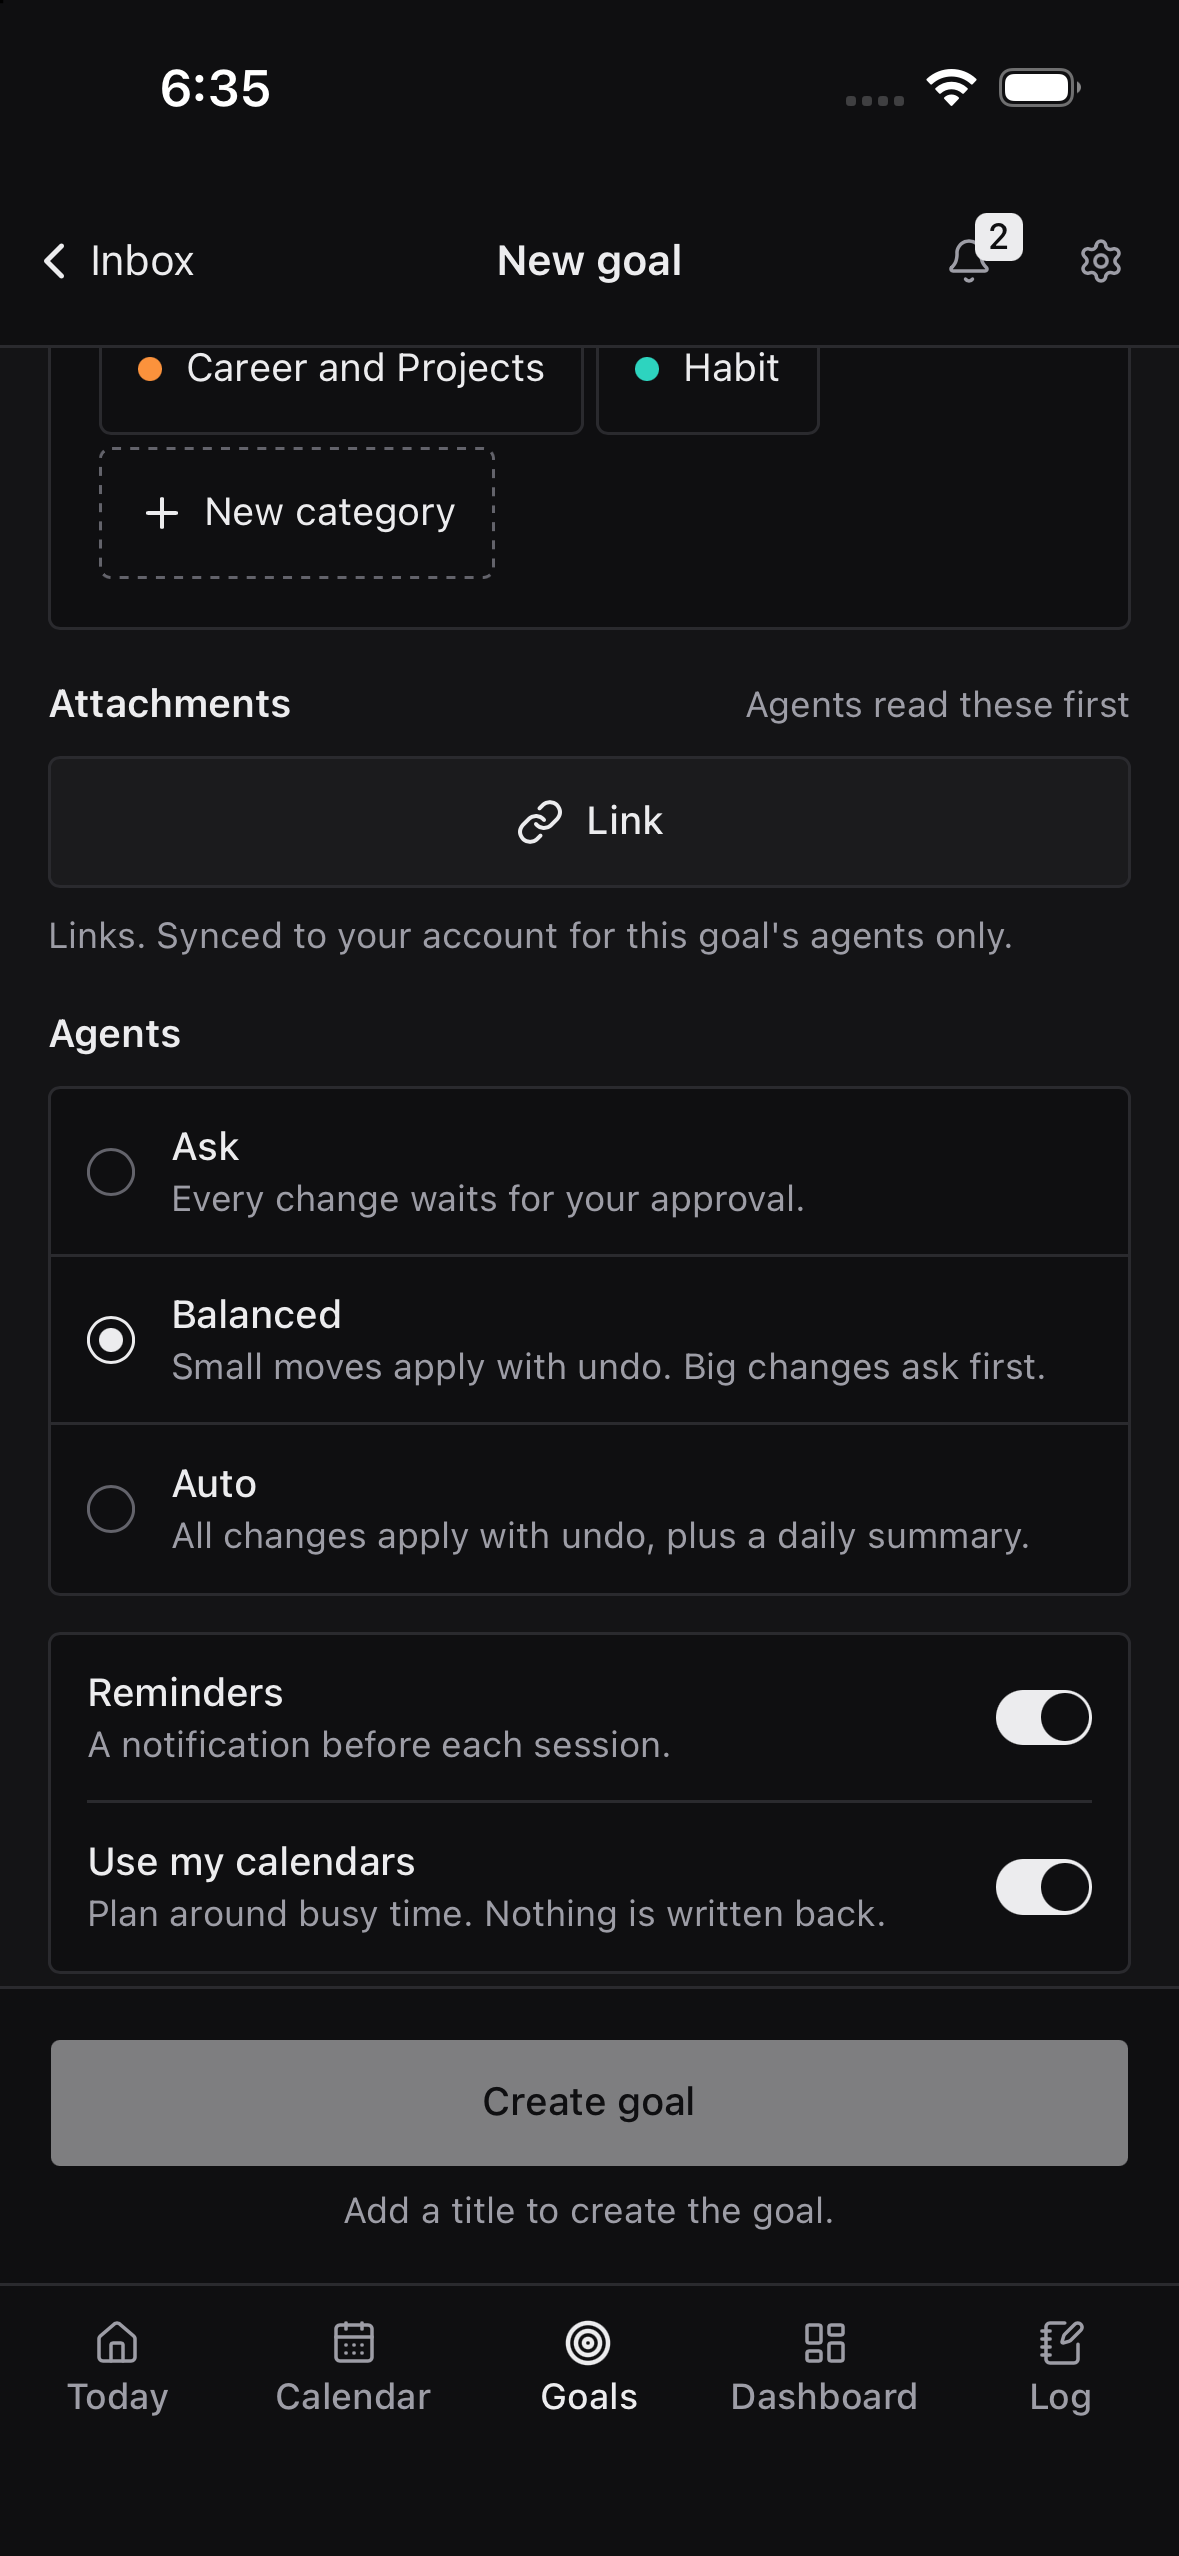 6:35
Inbox
New goal
2
Career and Projects
Habit
New category
Attachments
Agents read these first
Link
Links. Synced to your account for this goal's agents only.
Agents
Ask
Every change waits for your approval.
Balanced
Small moves apply with undo. Big changes ask first.
Auto
All changes apply with undo, plus a daily summary.
Reminders
A notification before each session.
Use my calendars
Plan around busy time. Nothing is written back.
Create goal
Add a title to create the goal.
Today
Calendar
Goals
Dashboard
Log